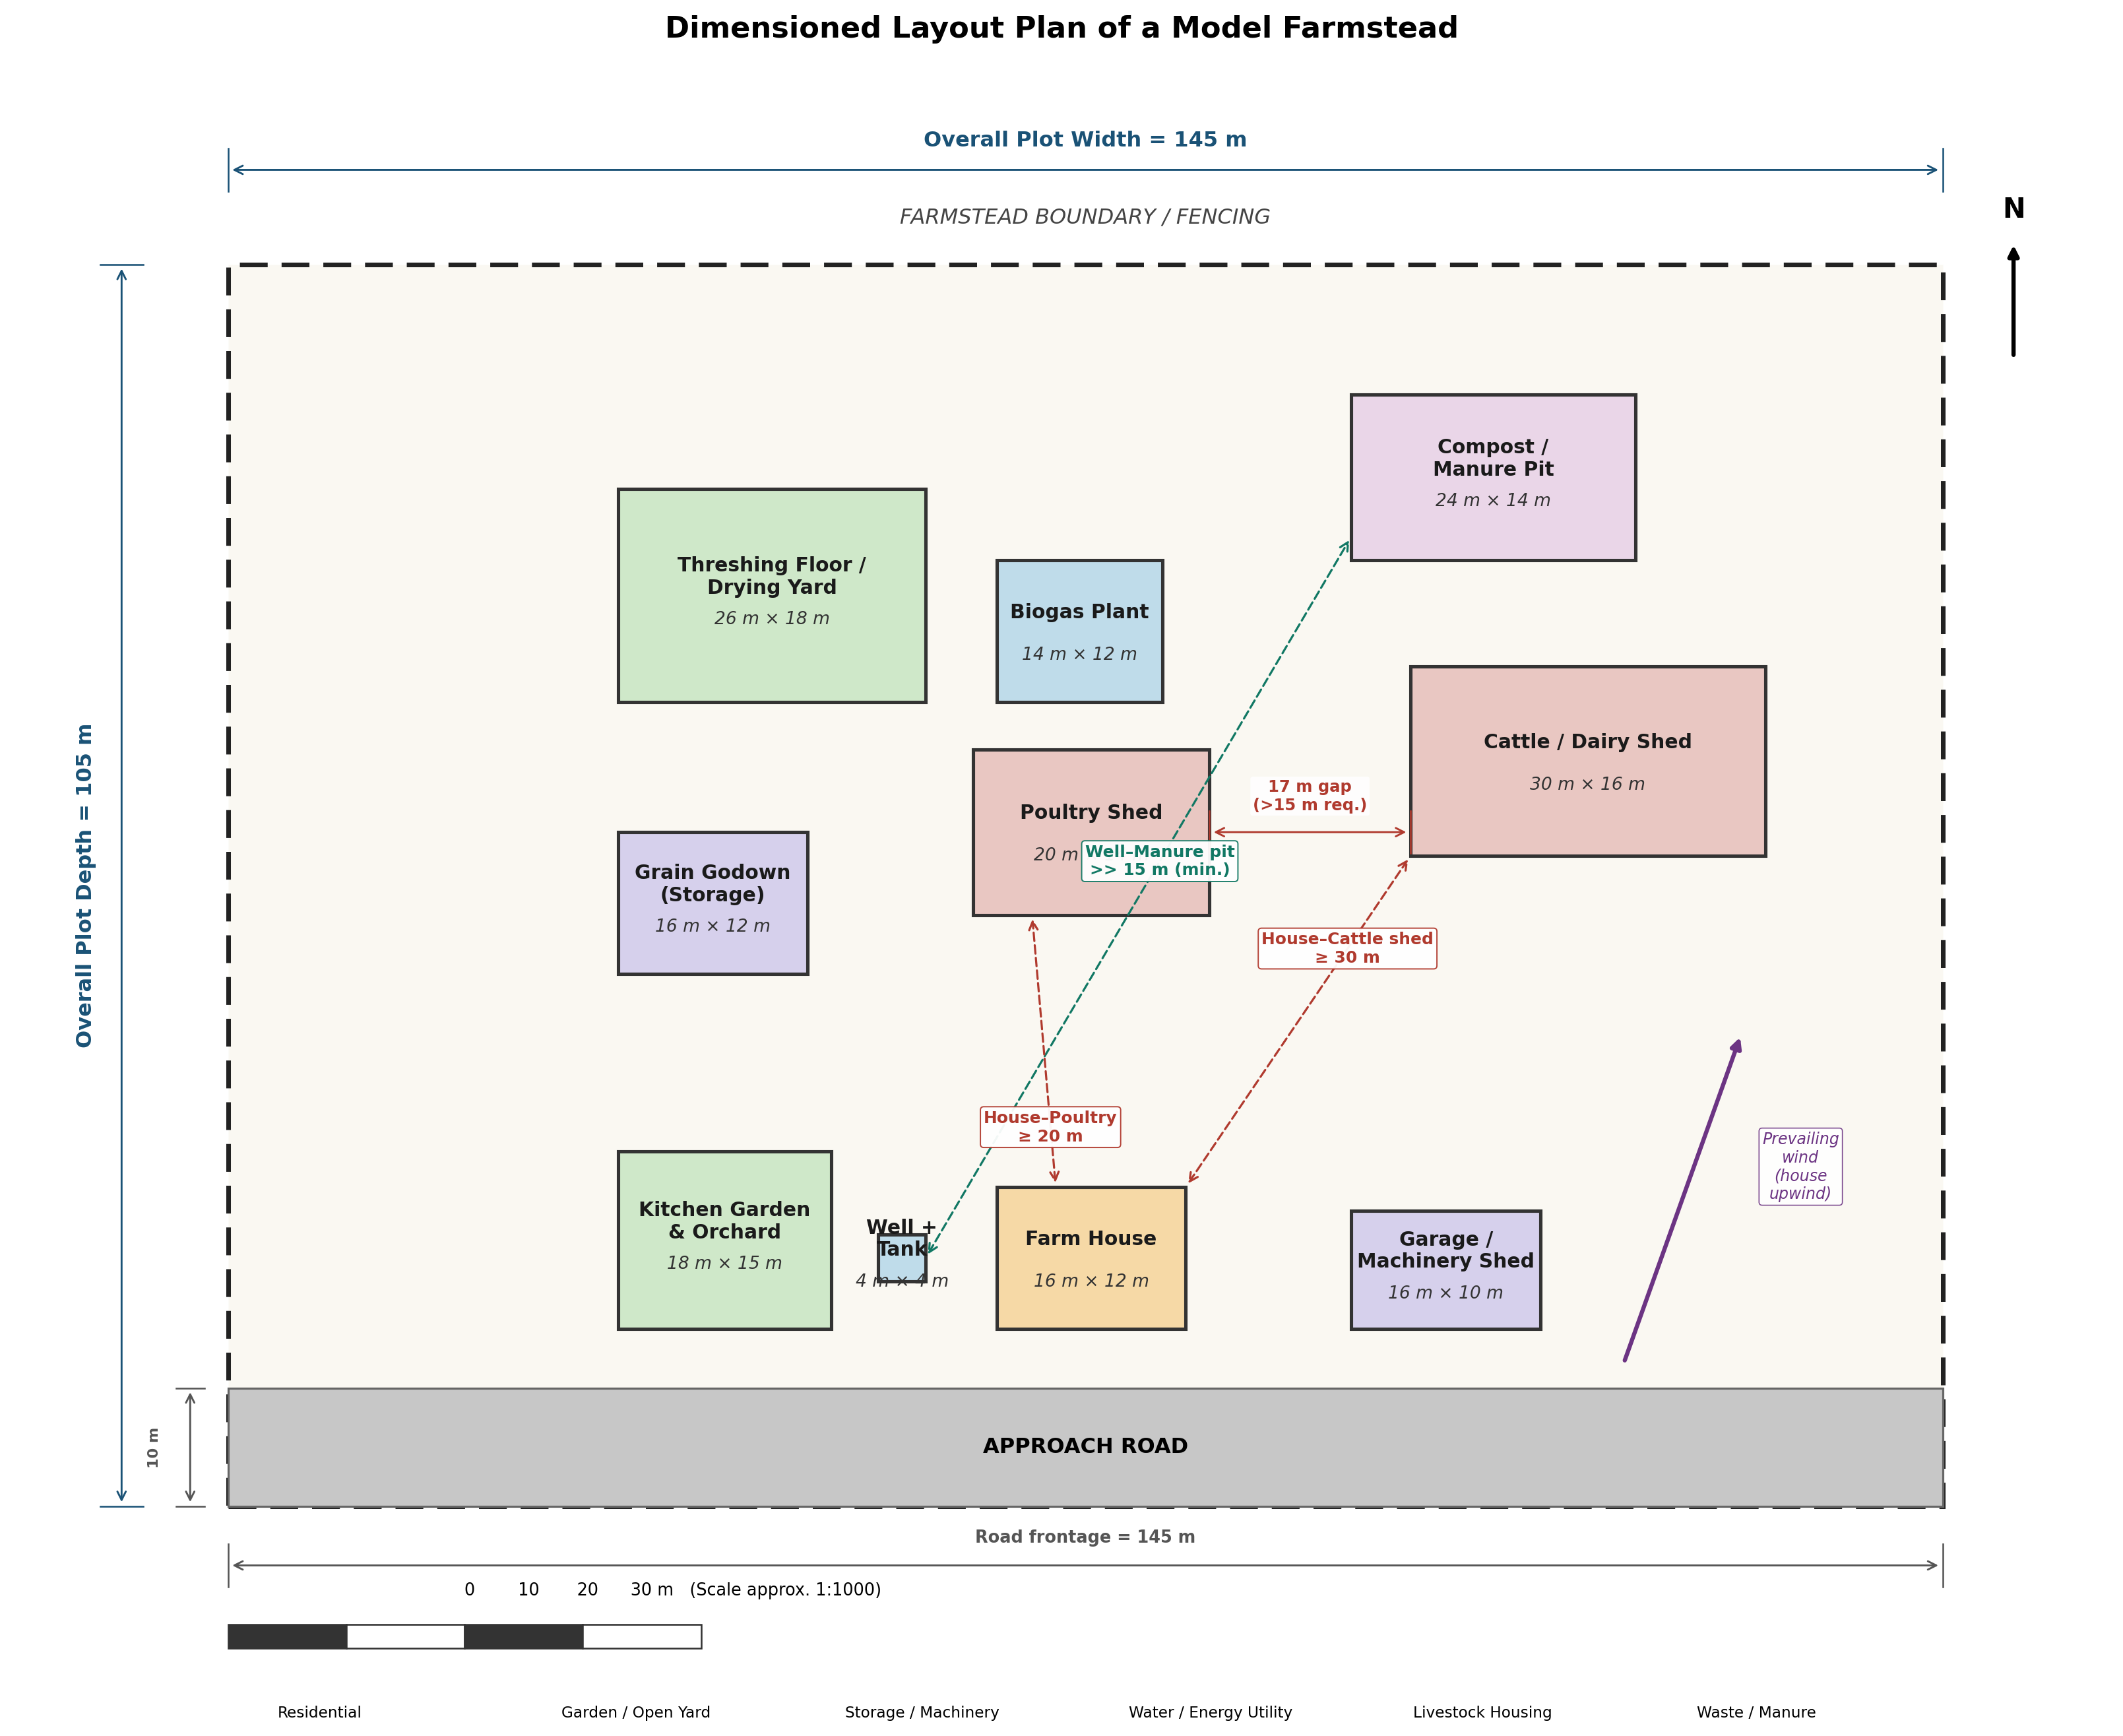 Dimensioned Layout Plan of a Model Farmstead
Overall Plot Width = 145 m
FARMSTEAD BOUNDARY / FENCING
N
Overall Plot Depth = 105 m
Compost /
Manure Pit
24 m × 14 m
Threshing Floor /
Drying Yard
26 m × 18 m
Biogas Plant
14 m × 12 m
Cattle / Dairy Shed
30 m × 16 m
17 m gap
(>15 m req.)
Poultry Shed
20 m
Well–Manure pit
>> 15 m (min.)
Grain Godown
(Storage)
16 m × 12 m
House–Cattle shed
≥ 30 m
House–Poultry
≥ 20 m
Prevailing
wind
(house
upwind)
Kitchen Garden
& Orchard
18 m × 15 m
Well +
Tank
4 m × 4 m
Farm House
16 m × 12 m
Garage /
Machinery Shed
16 m × 10 m
10 m
APPROACH ROAD
Road frontage = 145 m
0 10 20 30 m (Scale approx. 1:1000)
Residential Garden / Open Yard Storage / Machinery Water / Energy Utility Livestock Housing Waste / Manure